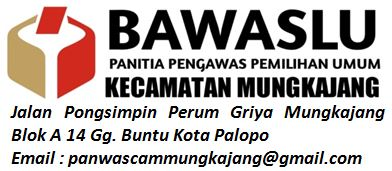 BAWASLU
PANITIA PENGAWAS PEMILIHAN UMUM
KECAMATAN MUNGKAJANG
Jalan Pongsimpin Perum Griya Mungkajang
Blok A 14 Gg. Buntu Kota Palopo
Email : panwascammungkajang@gmail.com